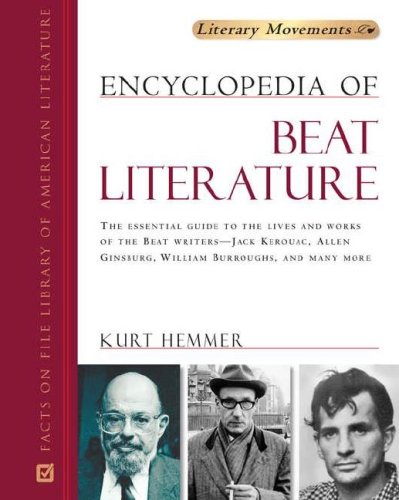 Literary Movements
ENCYCLOPEDIA OF
BEAT
LITERATURE
THE ESSENTIAL GUIDE TO THE LIVES AND WORKS
OF THE BEAT WRITERS—JACK KEROUAC, ALLEN
GINSBURG, WILLIAM BURROUGHS, AND MANY MORE
KURT HEMMER
FACTS ON FILE LIBRARY OF AMERICAN LITERATURE